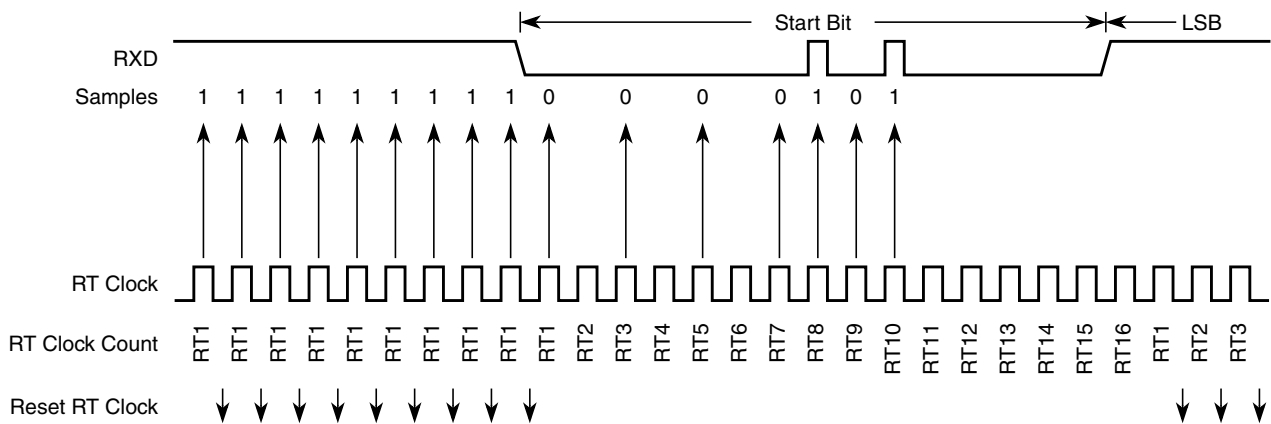 Start Bit LSB
RXD
Samples 1 1 1 1 1 1 1 1 1 0 0 0 0 1 0 1
RT Clock
RT Clock Count RT1 RT1 RT1 RT1 RT1 RT1 RT1 RT1 RT1 RT1 RT2 RT3 RT4 RT5 RT6 RT7 RT8 RT9 RT10 RT11 RT12 RT13 RT14 RT15 RT16 RT1 RT2 RT3
Reset RT Clock